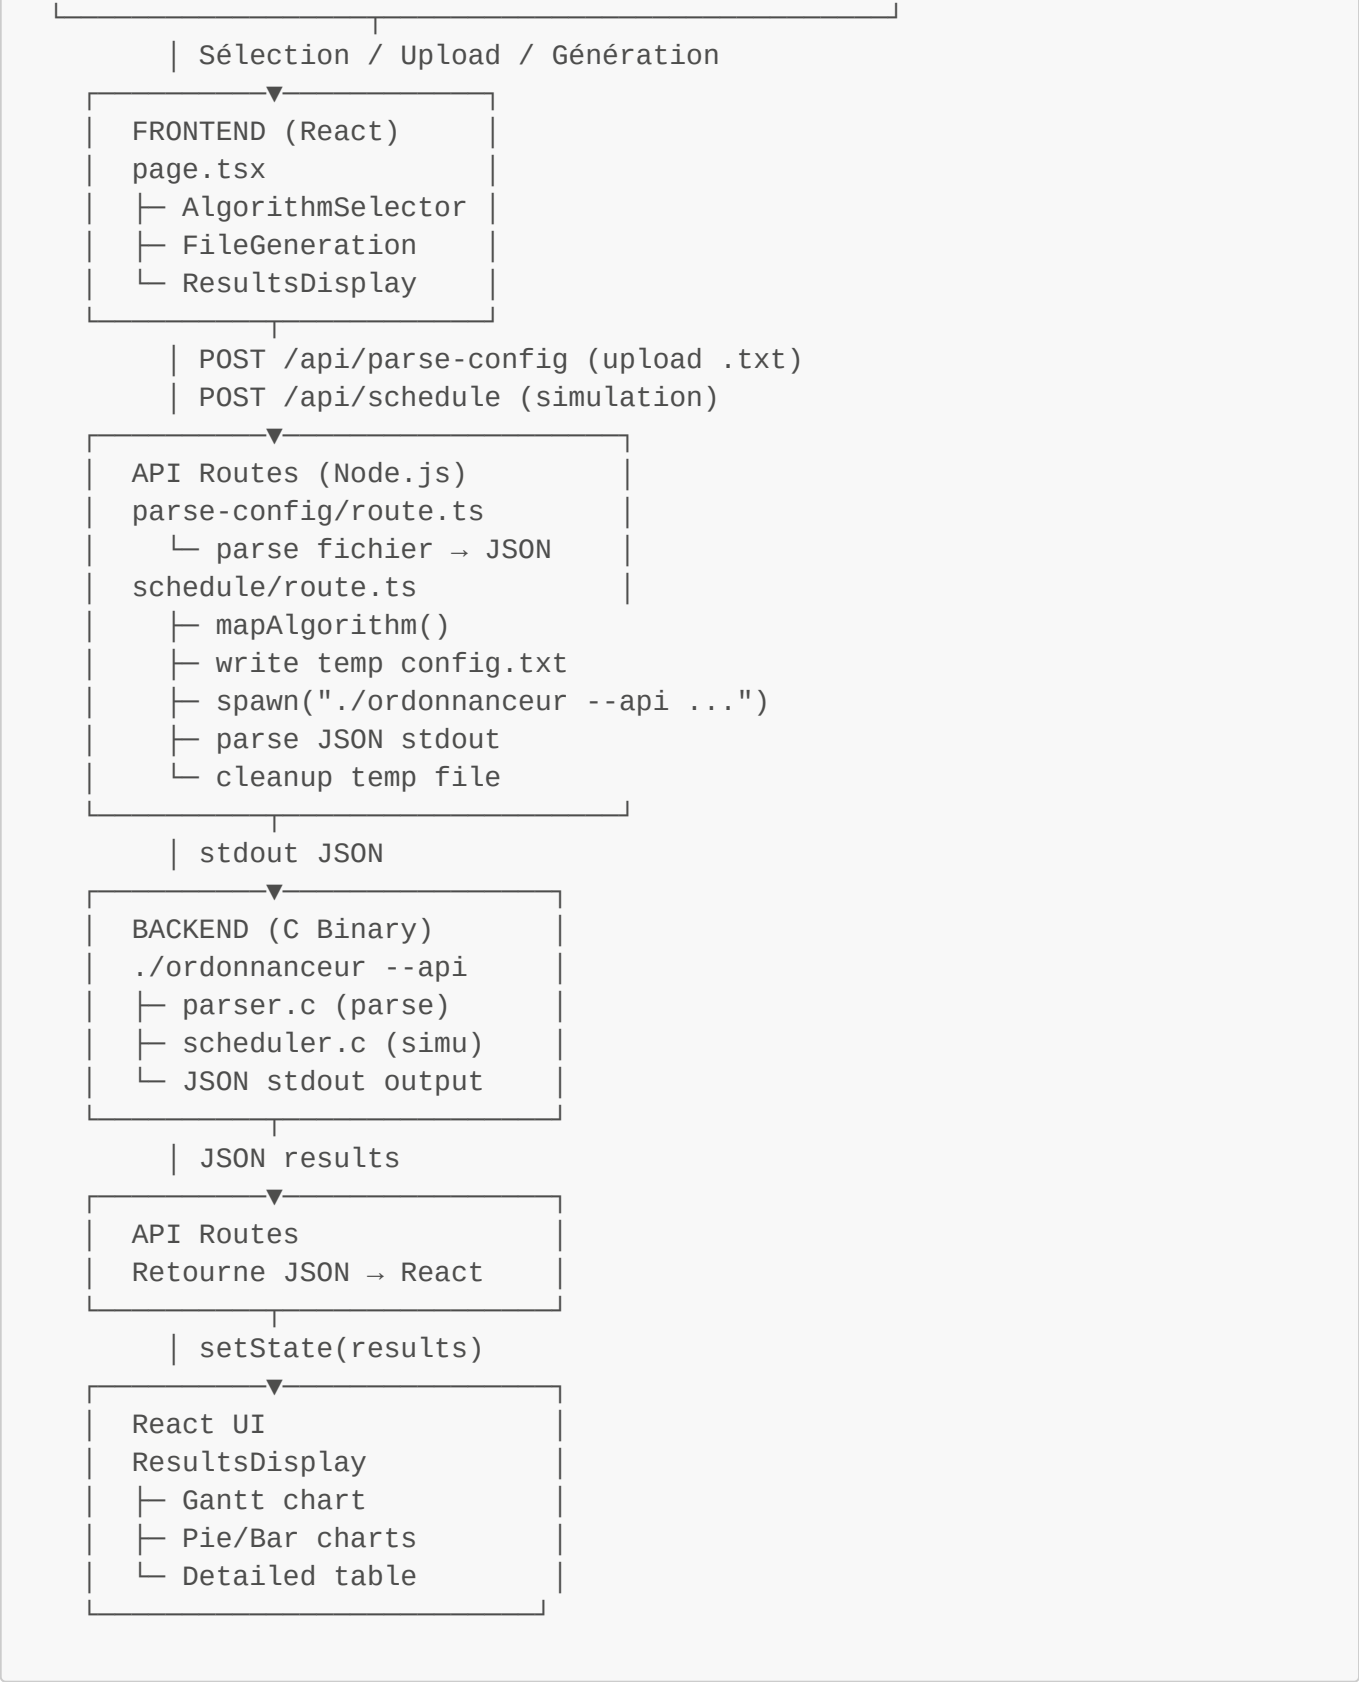 Sélection / Upload / Génération
FRONTEND (React)
page.tsx
├─ AlgorithmSelector
├─ FileGeneration
└─ ResultsDisplay
POST /api/parse-config (upload .txt)
POST /api/schedule (simulation)
API Routes (Node.js)
parse-config/route.ts
└─ parse fichier → JSON
schedule/route.ts
├─ mapAlgorithm()
├─ write temp config.txt
├─ spawn("./ordonnanceur --api ...")
├─ parse JSON stdout
└─ cleanup temp file
stdout JSON
BACKEND (C Binary)
./ordonnanceur --api
├─ parser.c (parse)
├─ scheduler.c (simu)
└─ JSON stdout output
JSON results
API Routes
Retourne JSON → React
setState(results)
React UI
ResultsDisplay
├─ Gantt chart
├─ Pie/Bar charts
└─ Detailed table